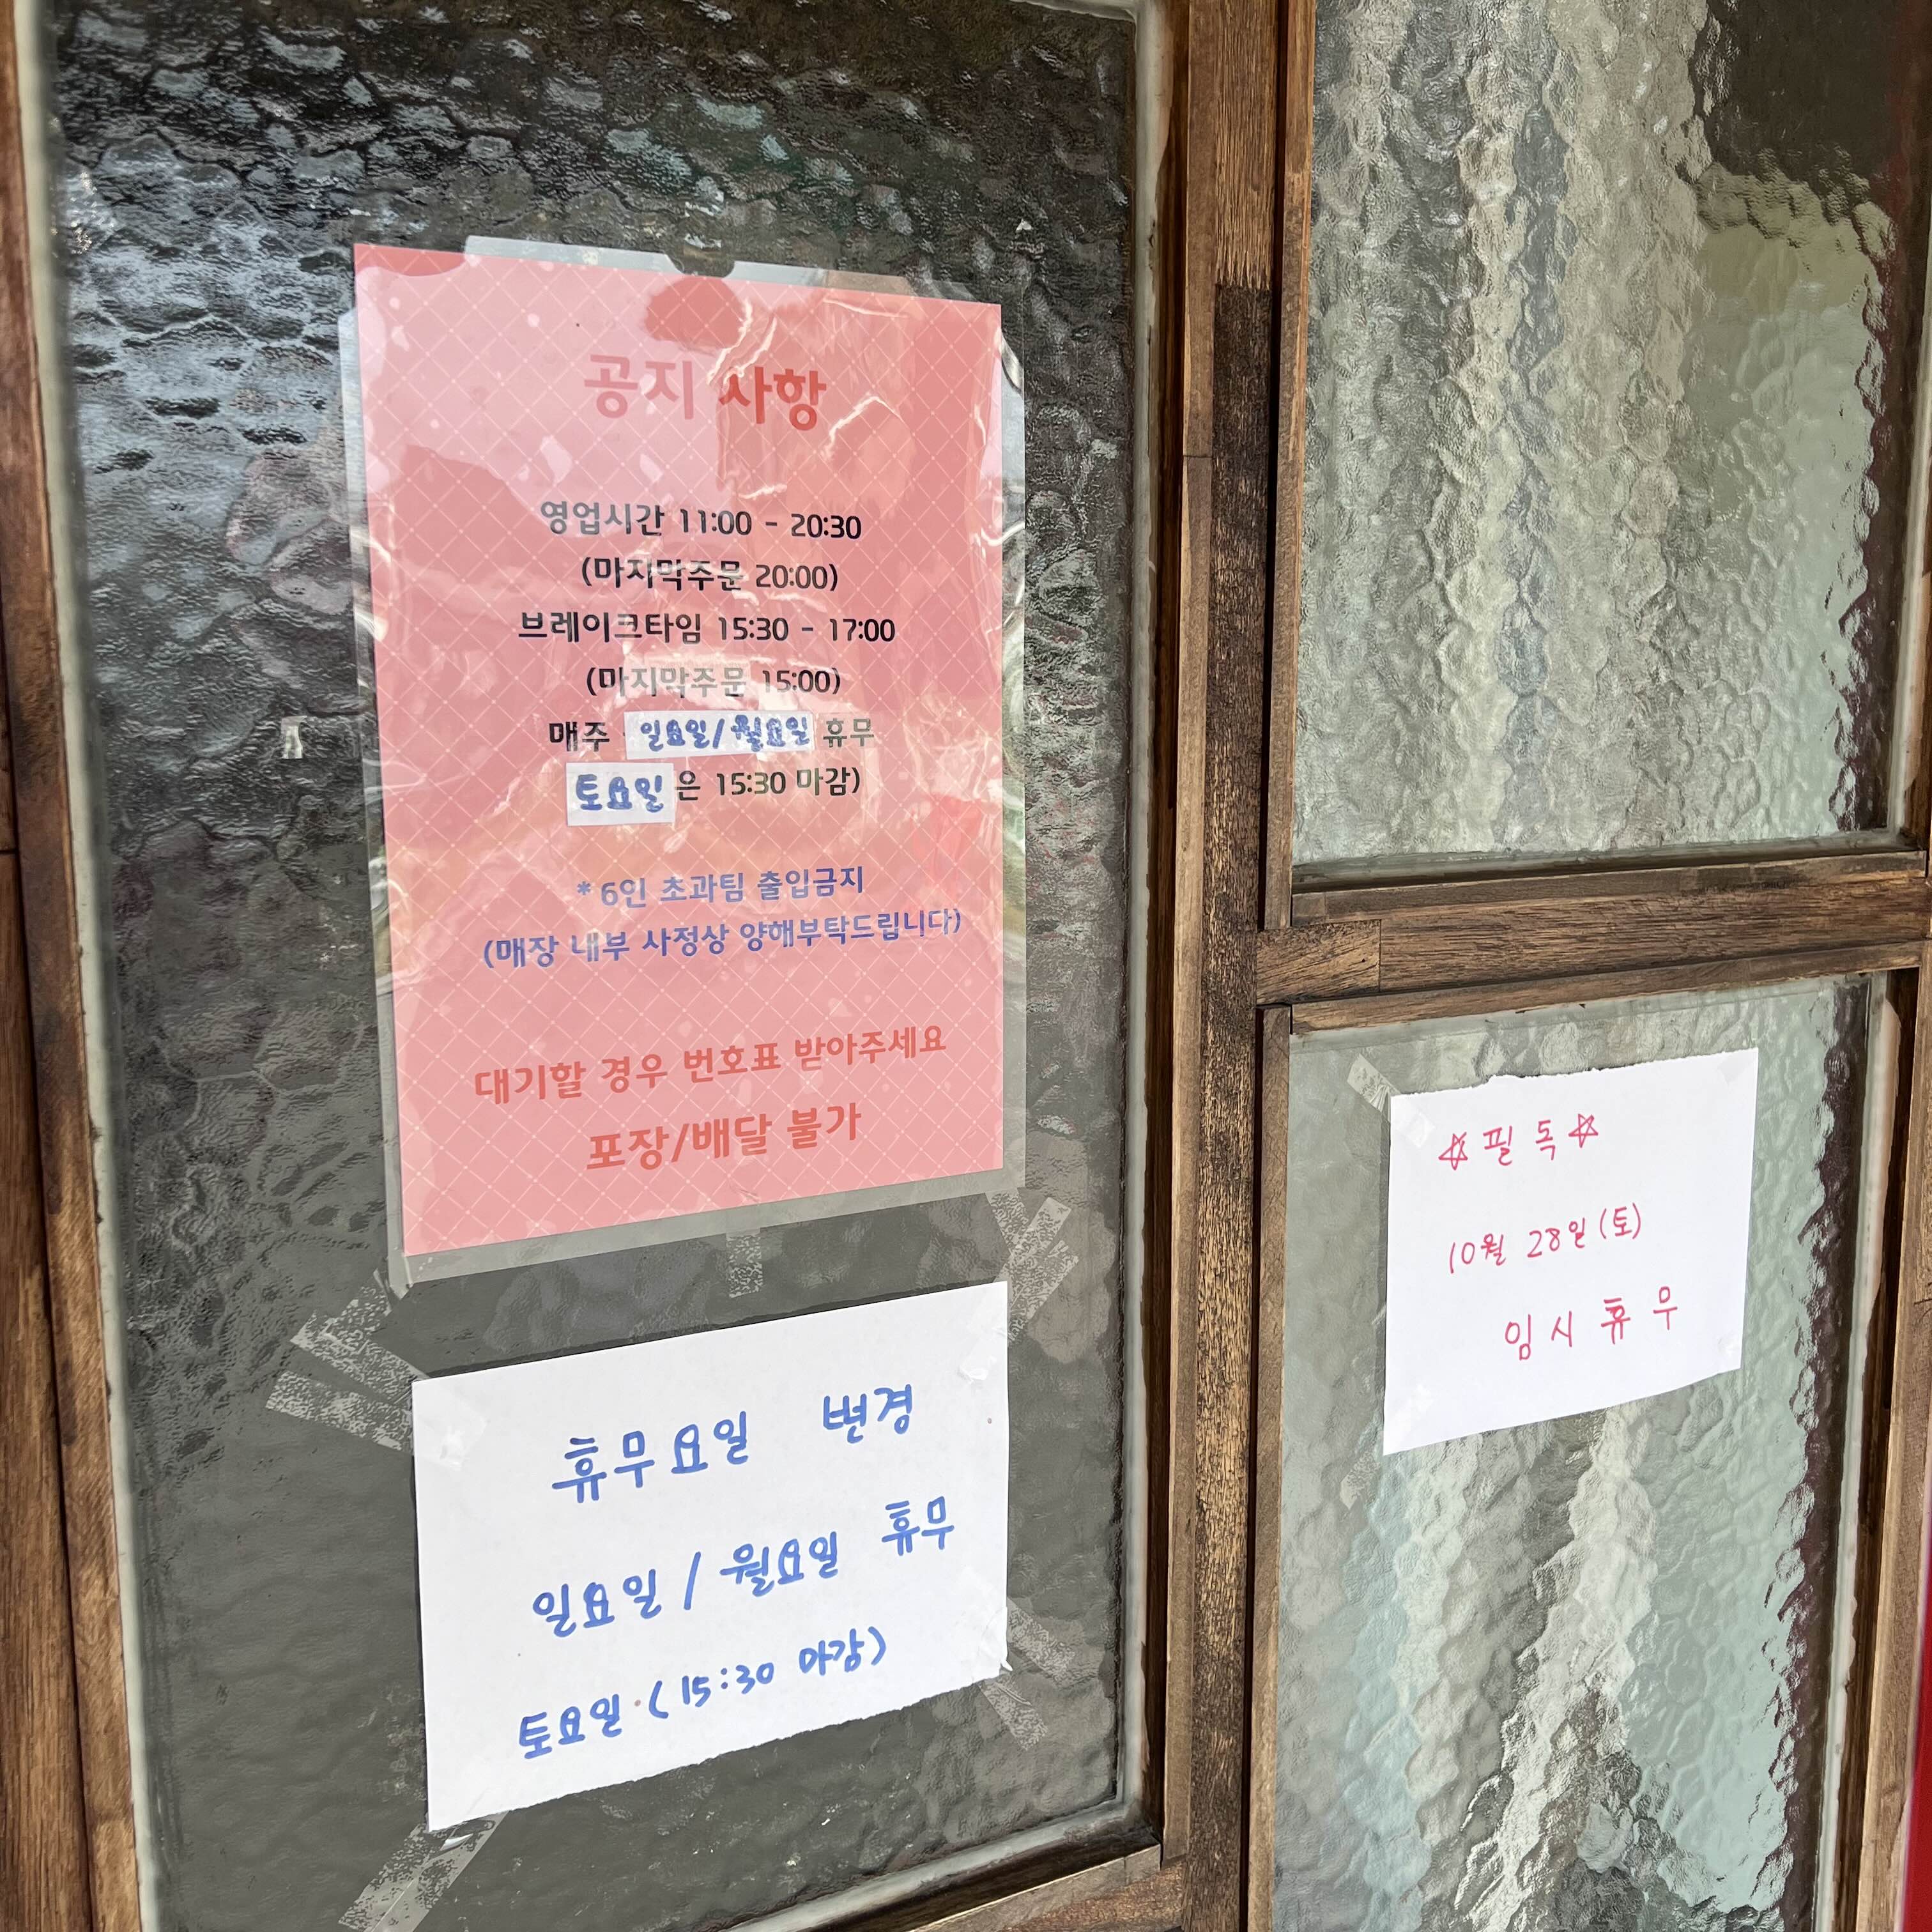 공지 사항
영업시간 11:00 - 20:30
(마지막주문 20:00)
브레이크타임 15:30 - 17:00
(마지막주문 15:00)
매주 일요일/월요일 휴무
토요일은 15:30 마감)
* 6인 초과팀 출입금지
(매장 내부 사정상 양해부탁드립니다)
대기할 경우 번호표 받아주세요
포장/배달 불가
휴무요일 변경
일요일 / 월요일 휴무
토요일 (15:30 마감)
☆필독☆
10월 28일 (토)
임시휴무